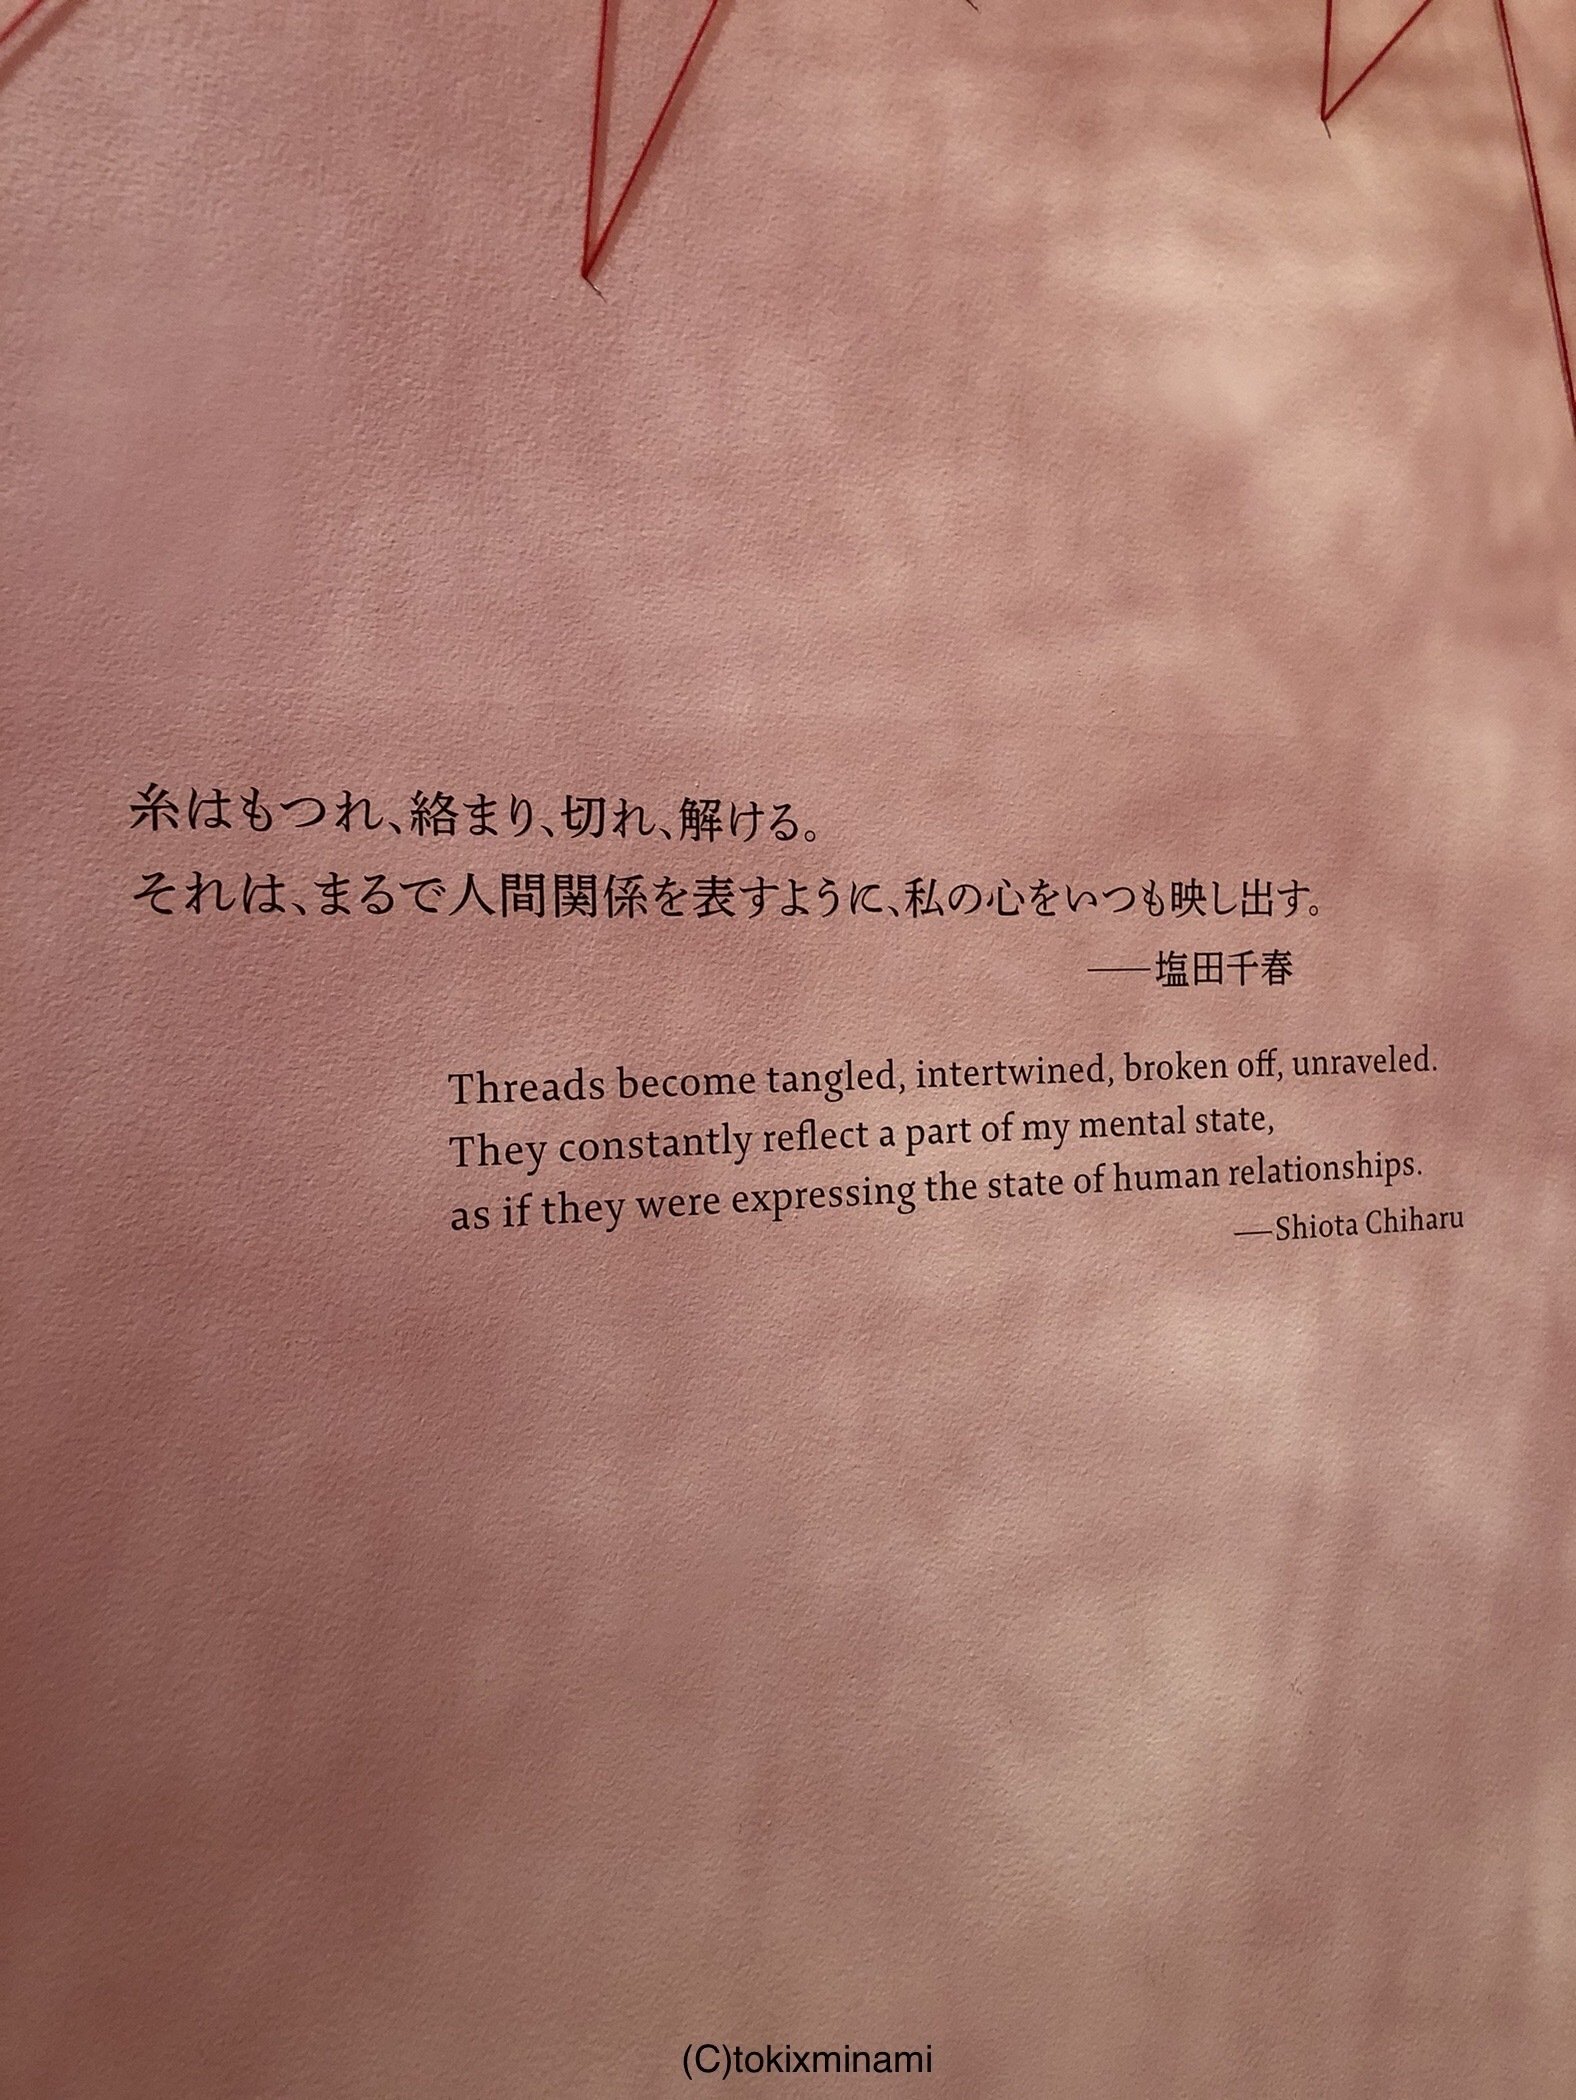 糸はもつれ、絡まり、切れ、解ける。
それは、まるで人間関係を表すように、私の心をいつも映し出す。
——塩田千春
Threads become tangled, intertwined, broken off, unraveled.
They constantly reflect a part of my mental state,
as if they were expressing the state of human relationships.
—Shiota Chiharu
(C)tokixminami